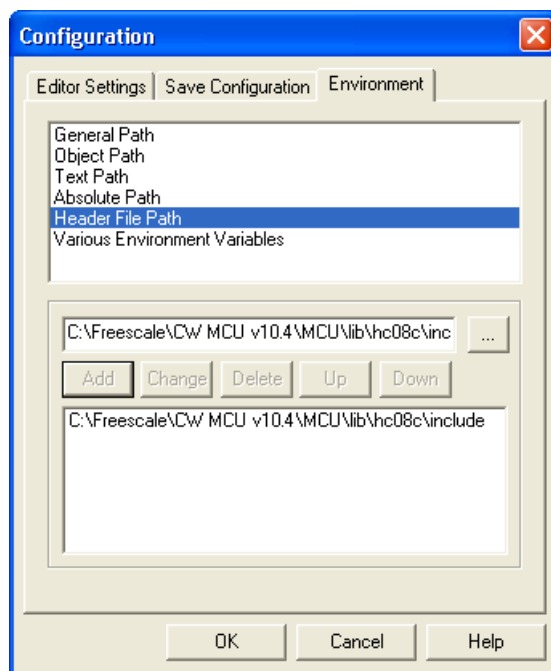 Configuration
Editor Settings Save Configuration Environment
General Path
Object Path
Text Path
Absolute Path
Header File Path
Various Environment Variables
C:\Freescale\CW MCU v10.4\MCU\lib\hc08c\inc ...
Add Change Delete Up Down
C:\Freescale\CW MCU v10.4\MCU\lib\hc08c\include
OK Cancel Help